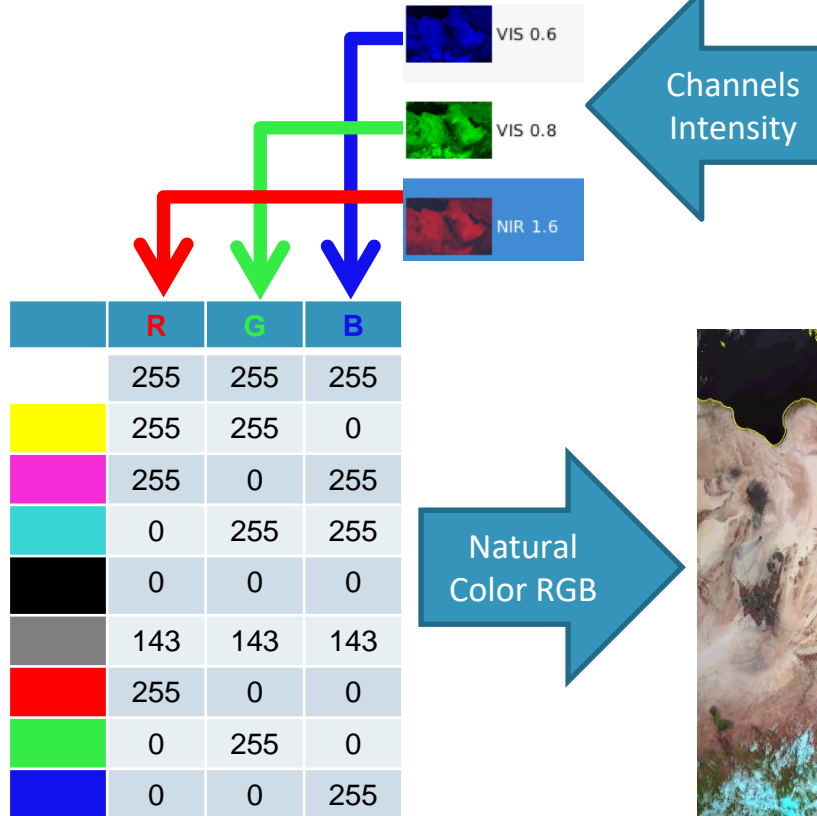 VIS 0.6
VIS 0.8
NIR 1.6
Channels
Intensity
R G B
255 255 255
255 255 0
255 0 255
0 255 255
0 0 0
143 143 143
255 0 0
0 255 0
0 0 255
Natural
Color RGB